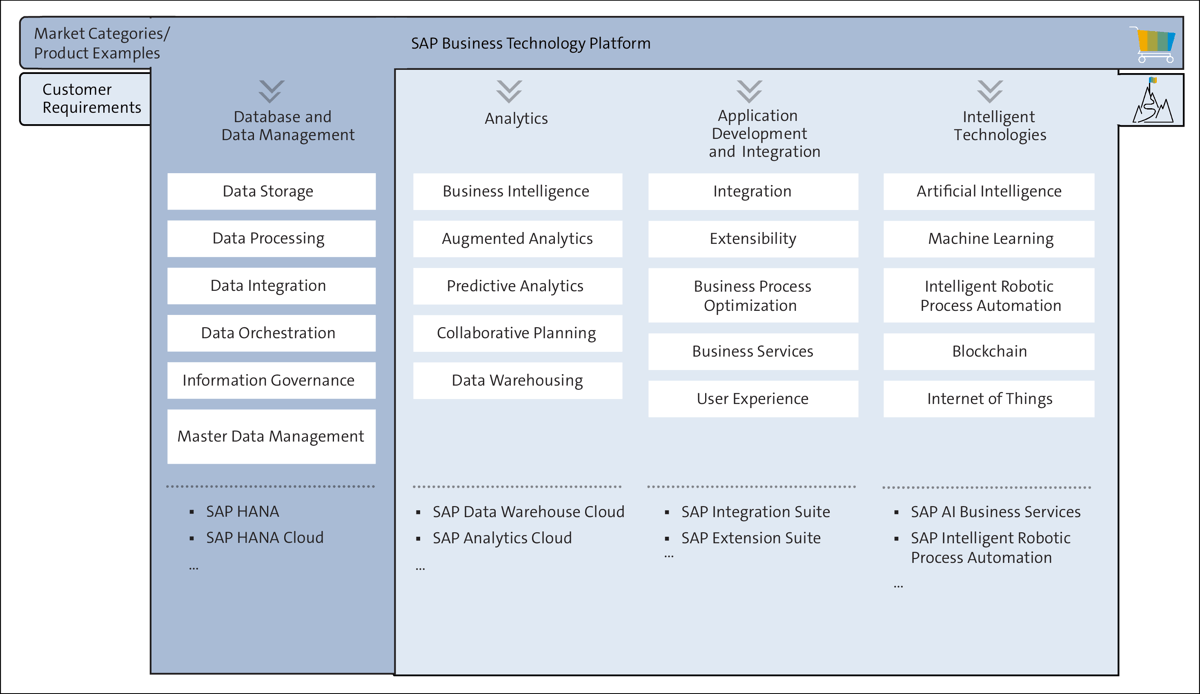 Market Categories/
Product Examples
SAP Business Technology Platform
Customer
Requirements
Database and
Data Management
Data Storage
Data Processing
Data Integration
Data Orchestration
Information Governance
Master Data Management
▪ SAP HANA
▪ SAP HANA Cloud
...
Analytics
Business Intelligence
Augmented Analytics
Predictive Analytics
Collaborative Planning
Data Warehousing
▪ SAP Data Warehouse Cloud
▪ SAP Analytics Cloud
...
Application
Development
and Integration
Integration
Extensibility
Business Process
Optimization
Business Services
User Experience
▪ SAP Integration Suite
▪ SAP Extension Suite
...
Intelligent
Technologies
Artificial Intelligence
Machine Learning
Intelligent Robotic
Process Automation
Blockchain
Internet of Things
▪ SAP AI Business Services
▪ SAP Intelligent Robotic
Process Automation
...